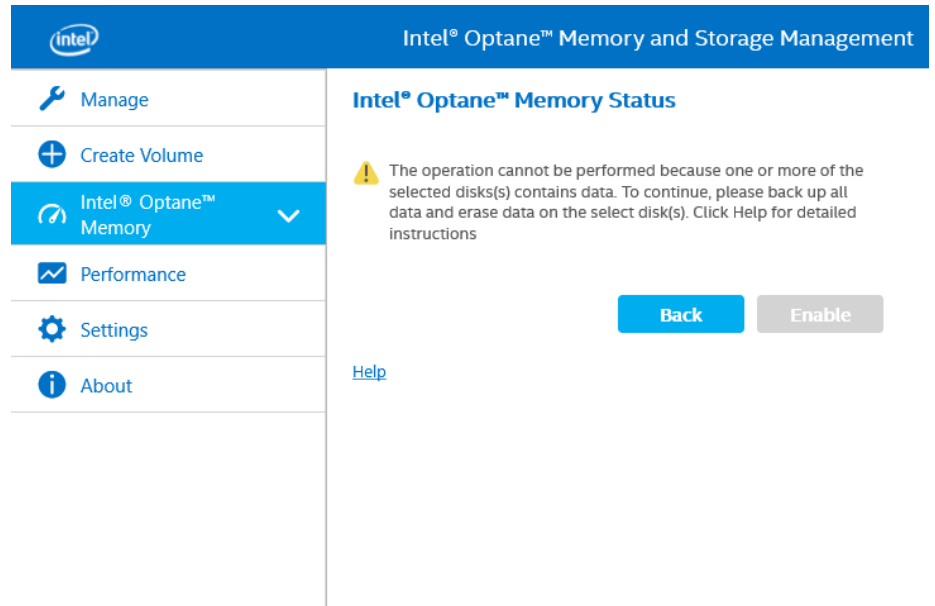 intel
Intel® Optane™ Memory and Storage Management
Manage
Create Volume
Intel® Optane™
Memory
Performance
Settings
About
Intel® Optane™ Memory Status
The operation cannot be performed because one or more of the
selected disks(s) contains data. To continue, please back up all
data and erase data on the select disk(s). Click Help for detailed
instructions
Back
Enable
Help